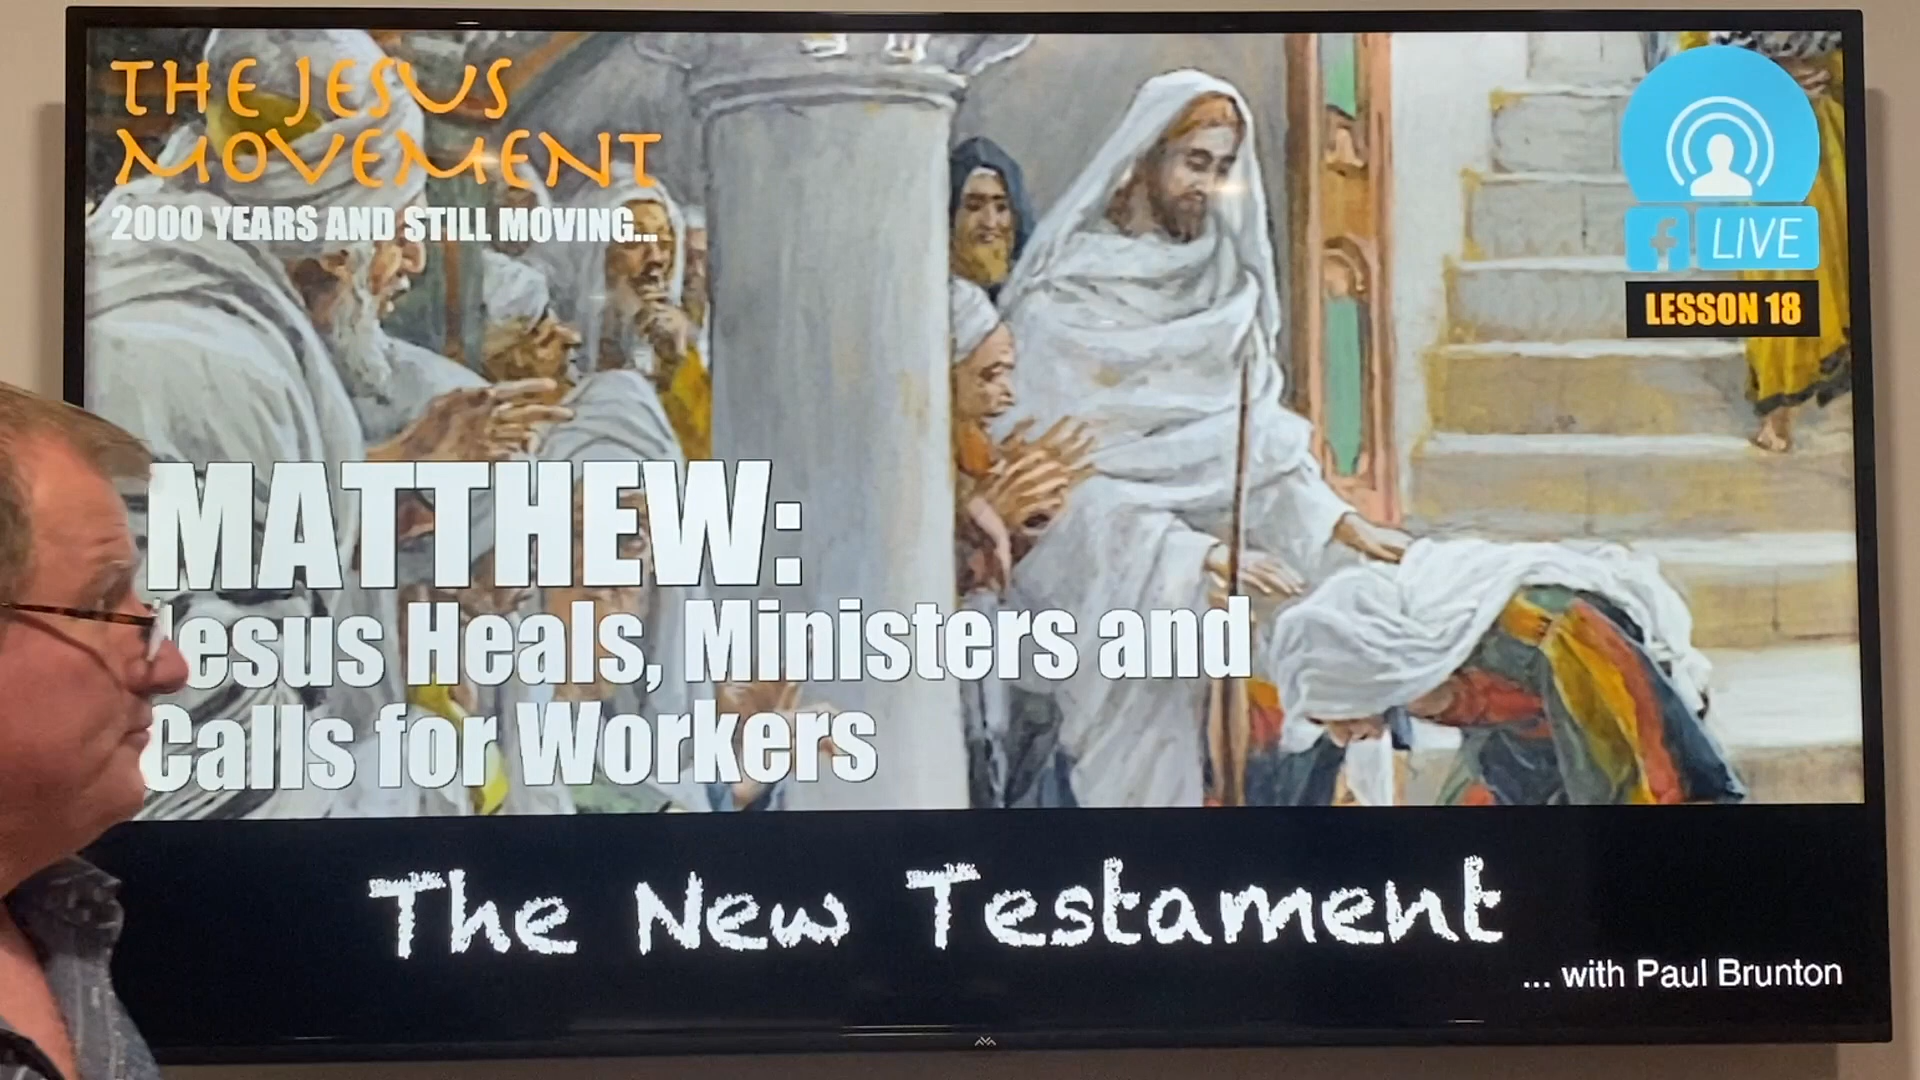 THE JESUS
MOVEMENT
2000 YEARS AND STILL MOVING...
f LIVE
LESSON 18
MATTHEW:
Jesus Heals, Ministers and
Calls for Workers
The New Testament
... with Paul Brunton